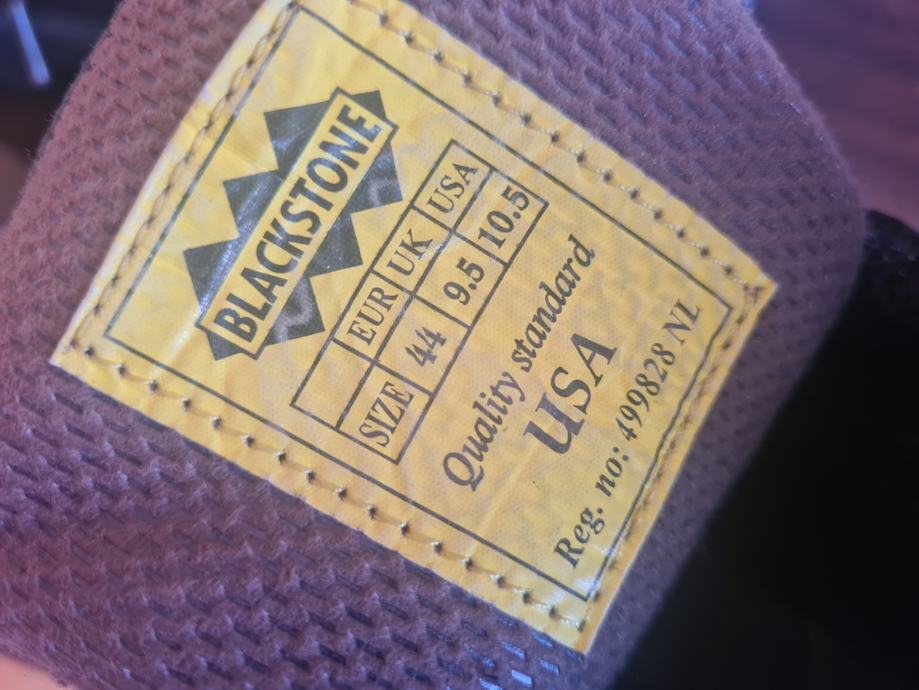 BLACKSTONE
EUR UK USA
SIZE 44 9.5 10.5
Quality standard
USA
Reg. no: 499828 NL